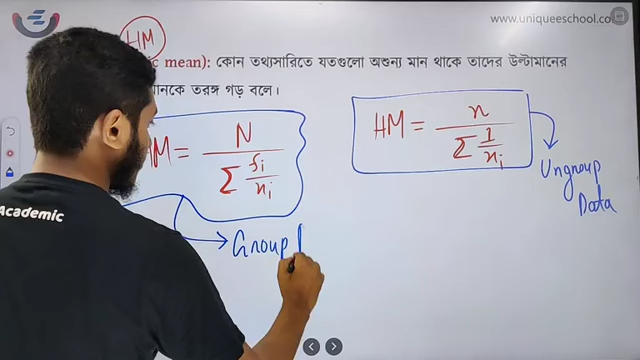 www.uniqueeschool.com
HM
ic mean): কোন তথ্যসারিতে যতগুলো অশুন্য মান থাকে তাদের উল্টামানের
মানকে তরঙ্গ গড় বলে।
HM = N / Σ fi/xi
HM = n / Σ 1/xi
Ungroup
Data
Group
Academic